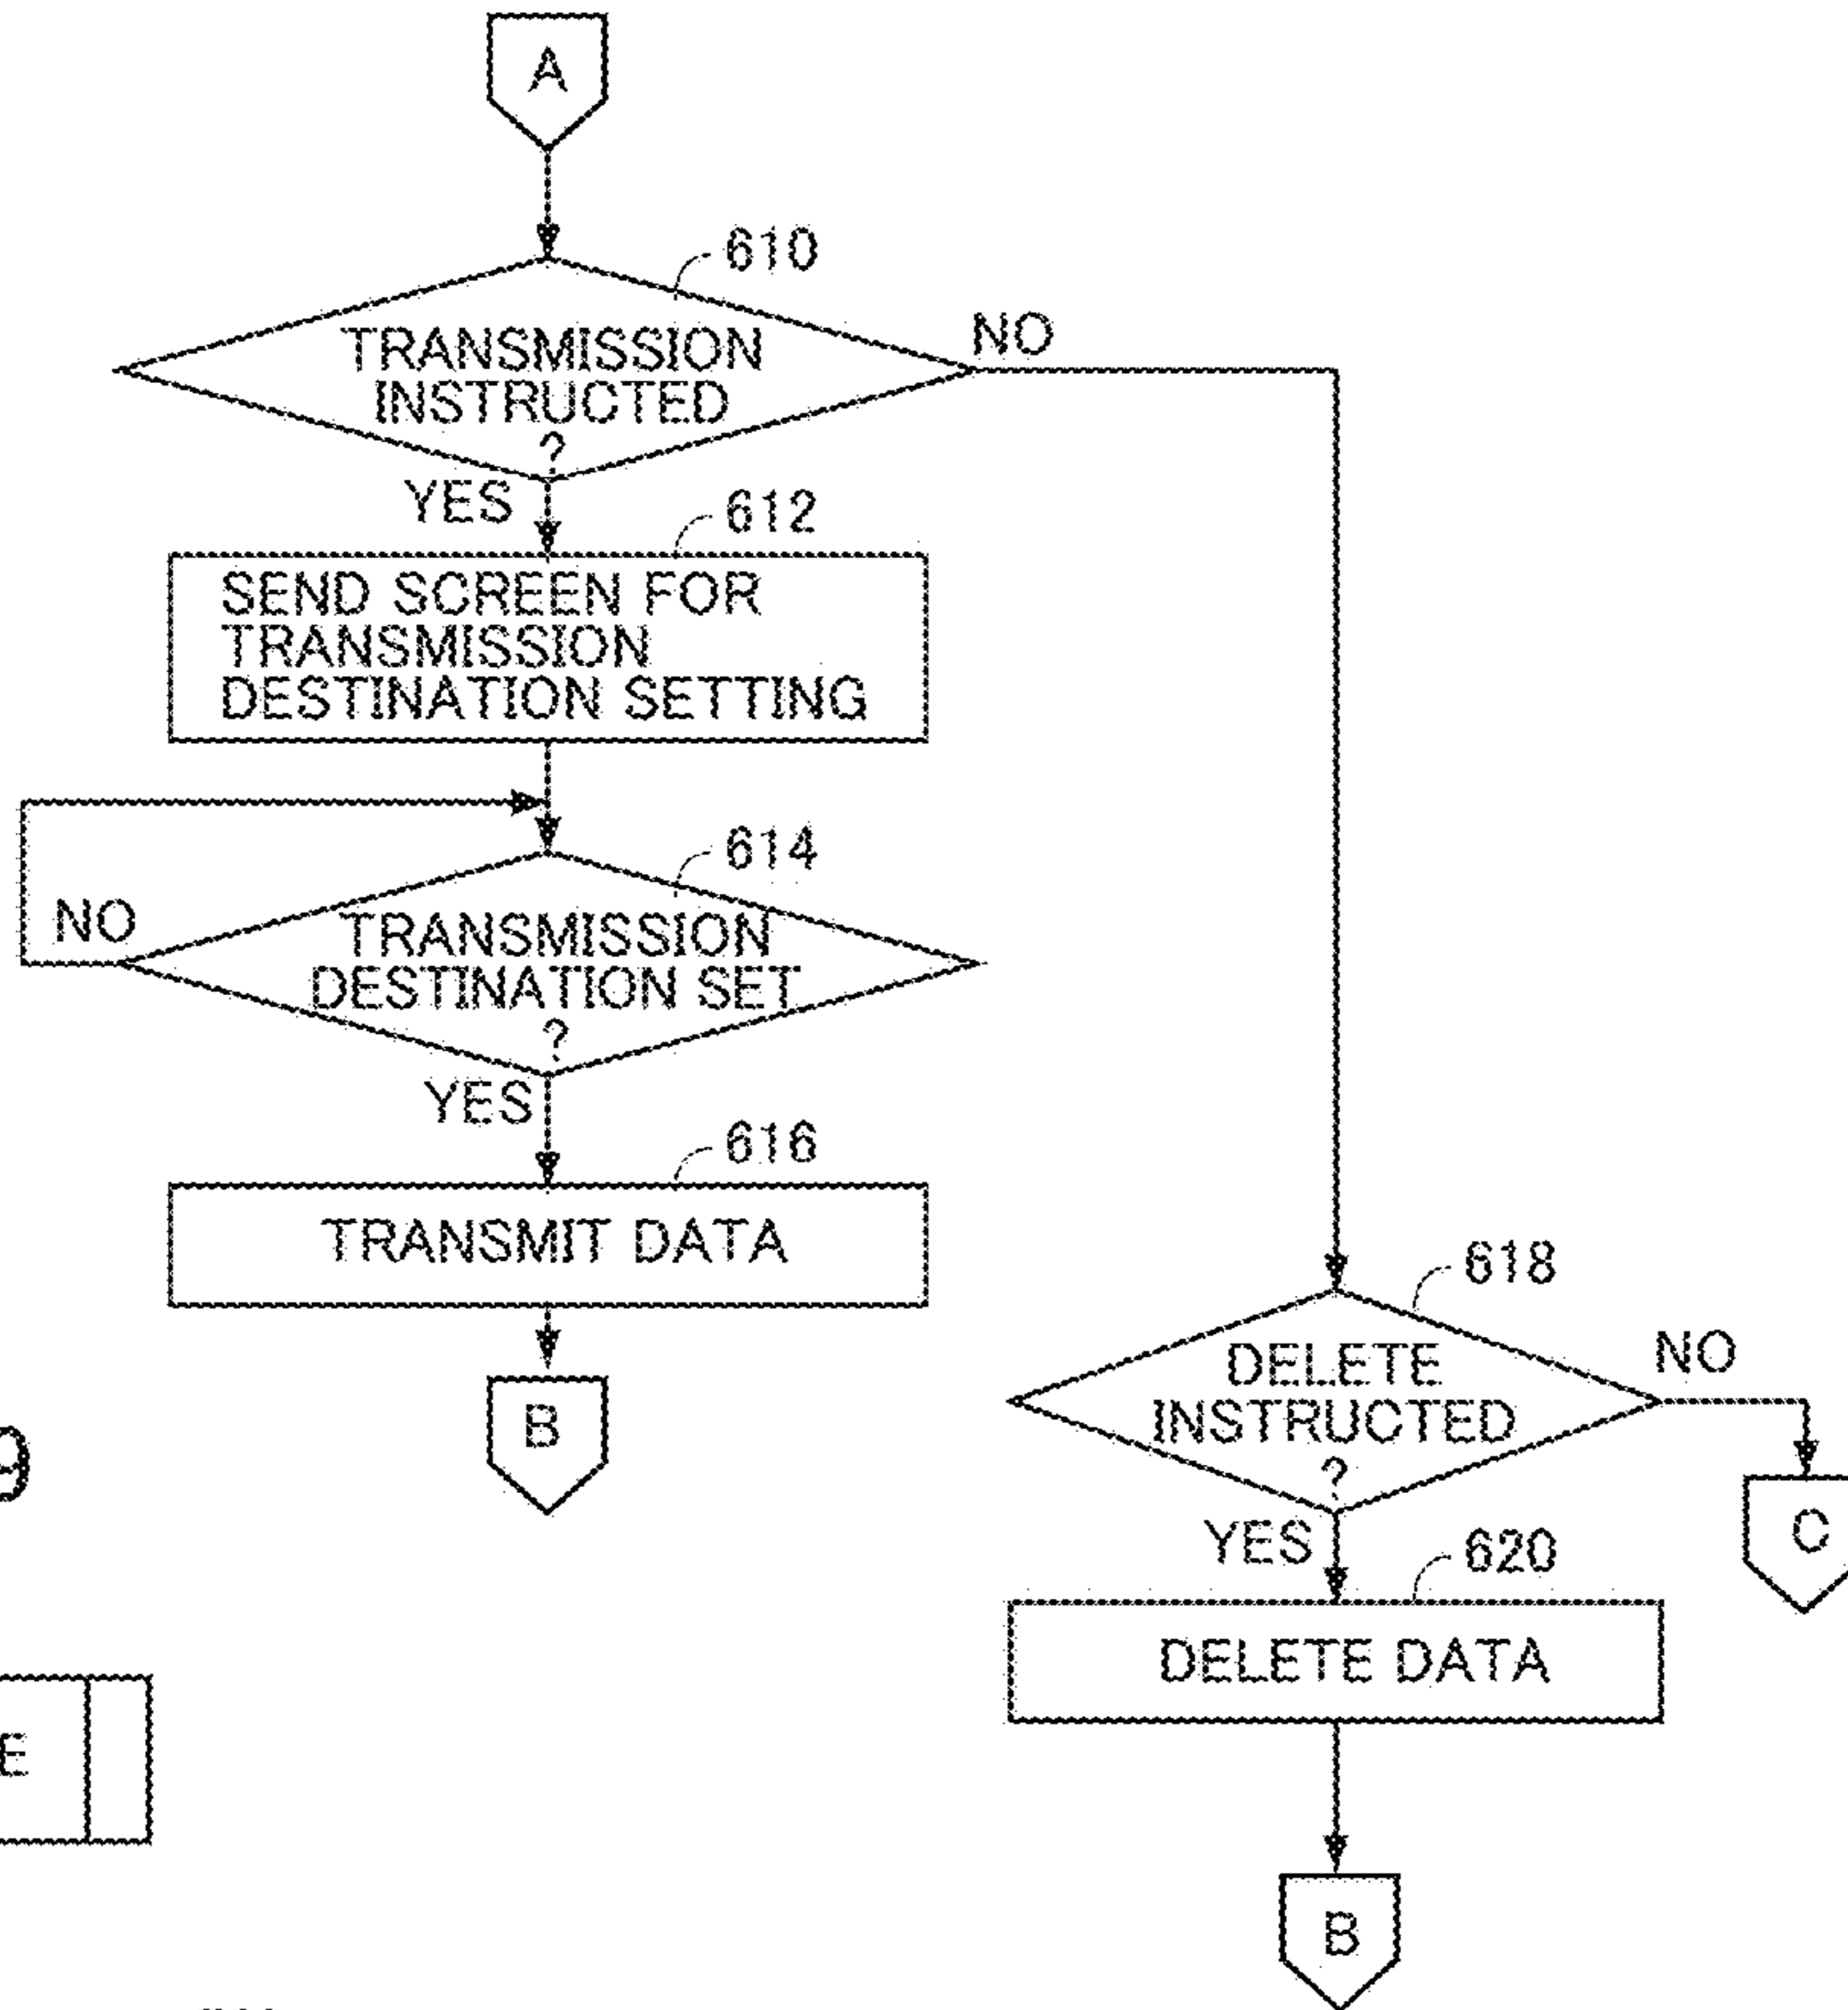 A
610
TRANSMISSION
INSTRUCTED
?
NO
YES
612
SEND SCREEN FOR
TRANSMISSION
DESTINATION SETTING
614
NO
TRANSMISSION
DESTINATION SET
?
YES
616
TRANSMIT DATA
B
618
DELETE
INSTRUCTED
?
NO
C
YES
620
DELETE DATA
B
9
E